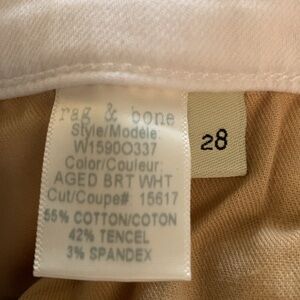 rag & bone
Style/Modèle:
W1590O337
Color/Couleur:
AGED BRT WHT
Cut/Coupe#: 15617
55% COTTON/COTON
42% TENCEL
3% SPANDEX
28